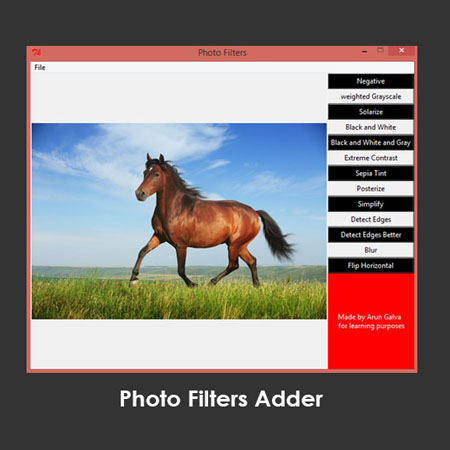 Photo Filters
File
Negative
weighted Grayscale
Solarize
Black and White
Black and White and Gray
Extreme Contrast
Sepia Tint
Posterize
Simplify
Detect Edges
Detect Edges Better
Blur
Flip Horizontal
Made by Arun Galva
for learning purposes
Photo Filters Adder